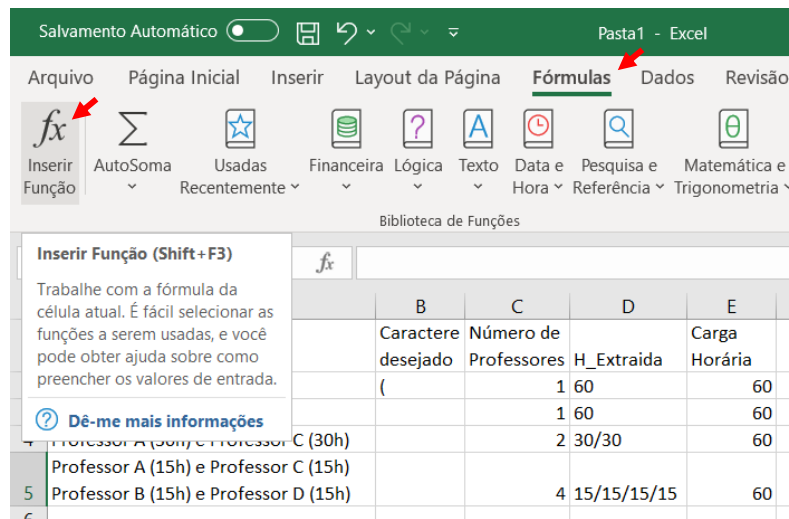 Salvamento Automático
Pasta1 - Excel
Arquivo Página Inicial Inserir Layout da Página Fórmulas Dados Revisão
fx Σ ? A θ
Inserir AutoSoma Usadas Financeira Lógica Texto Data e Pesquisa e Matemática e
Função Recentemente Hora Referência Trigonometria
Biblioteca de Funções
Inserir Função (Shift+F3)
fx
Trabalhe com a fórmula da
célula atual. É fácil selecionar as
funções a serem usadas, e você
pode obter ajuda sobre como
preencher os valores de entrada.
? Dê-me mais informações
B C D E
Caractere Número de Carga
desejado Professores H_Extraida Horária
( 1 60 60
1 60 60
4 Professor A (30h) e Professor C (30h) 2 30/30 60
Professor A (15h) e Professor C (15h)
5 Professor B (15h) e Professor D (15h) 4 15/15/15/15 60